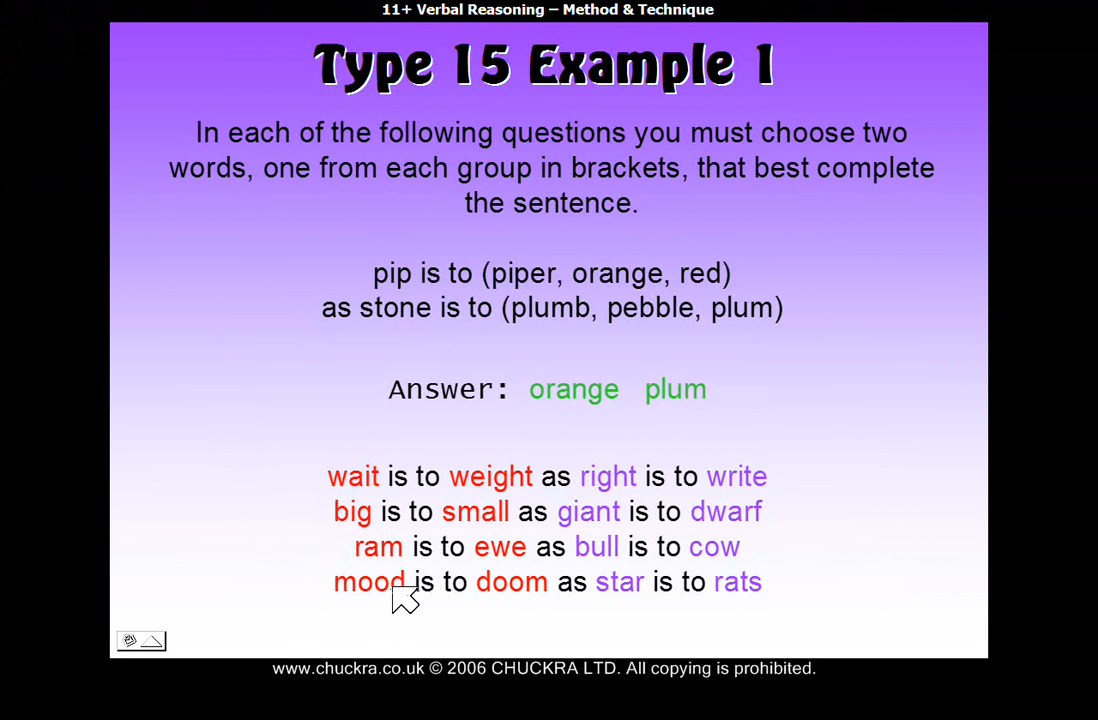 11+ Verbal Reasoning – Method & Technique
Type 15 Example 1
In each of the following questions you must choose two
words, one from each group in brackets, that best complete
the sentence.
pip is to (piper, orange, red)
as stone is to (plumb, pebble, plum)
Answer: orange plum
wait is to weight as right is to write
big is to small as giant is to dwarf
ram is to ewe as bull is to cow
mood is to doom as star is to rats
www.chuckra.co.uk © 2006 CHUCKRA LTD. All copying is prohibited.